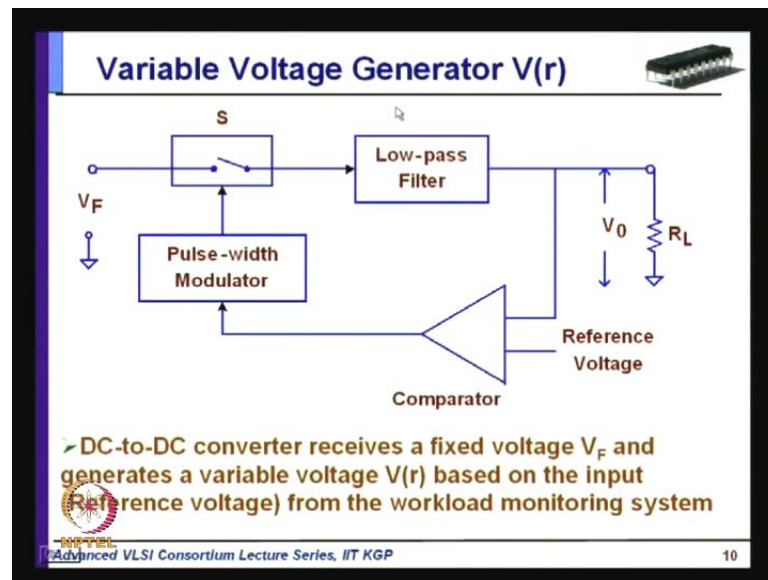 Variable Voltage Generator V(r)
S
Low-pass
Filter
VF
Pulse-width
Modulator
V0
RL
Reference
Voltage
Comparator
➢DC-to-DC converter receives a fixed voltage VF and
generates a variable voltage V(r) based on the input
(Reference voltage) from the workload monitoring system
NPTEL
Advanced VLSI Consortium Lecture Series, IIT KGP
10